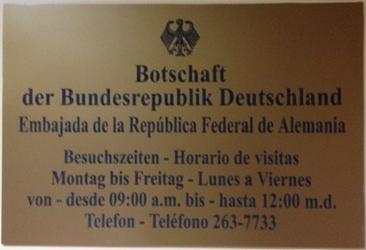 Botschaft
der Bundesrepublik Deutschland
Embajada de la República Federal de Alemania
Besuchszeiten - Horario de visitas
Montag bis Freitag - Lunes a Viernes
von - desde 09:00 a.m. bis - hasta 12:00 m.d.
Telefon - Teléfono 263-7733